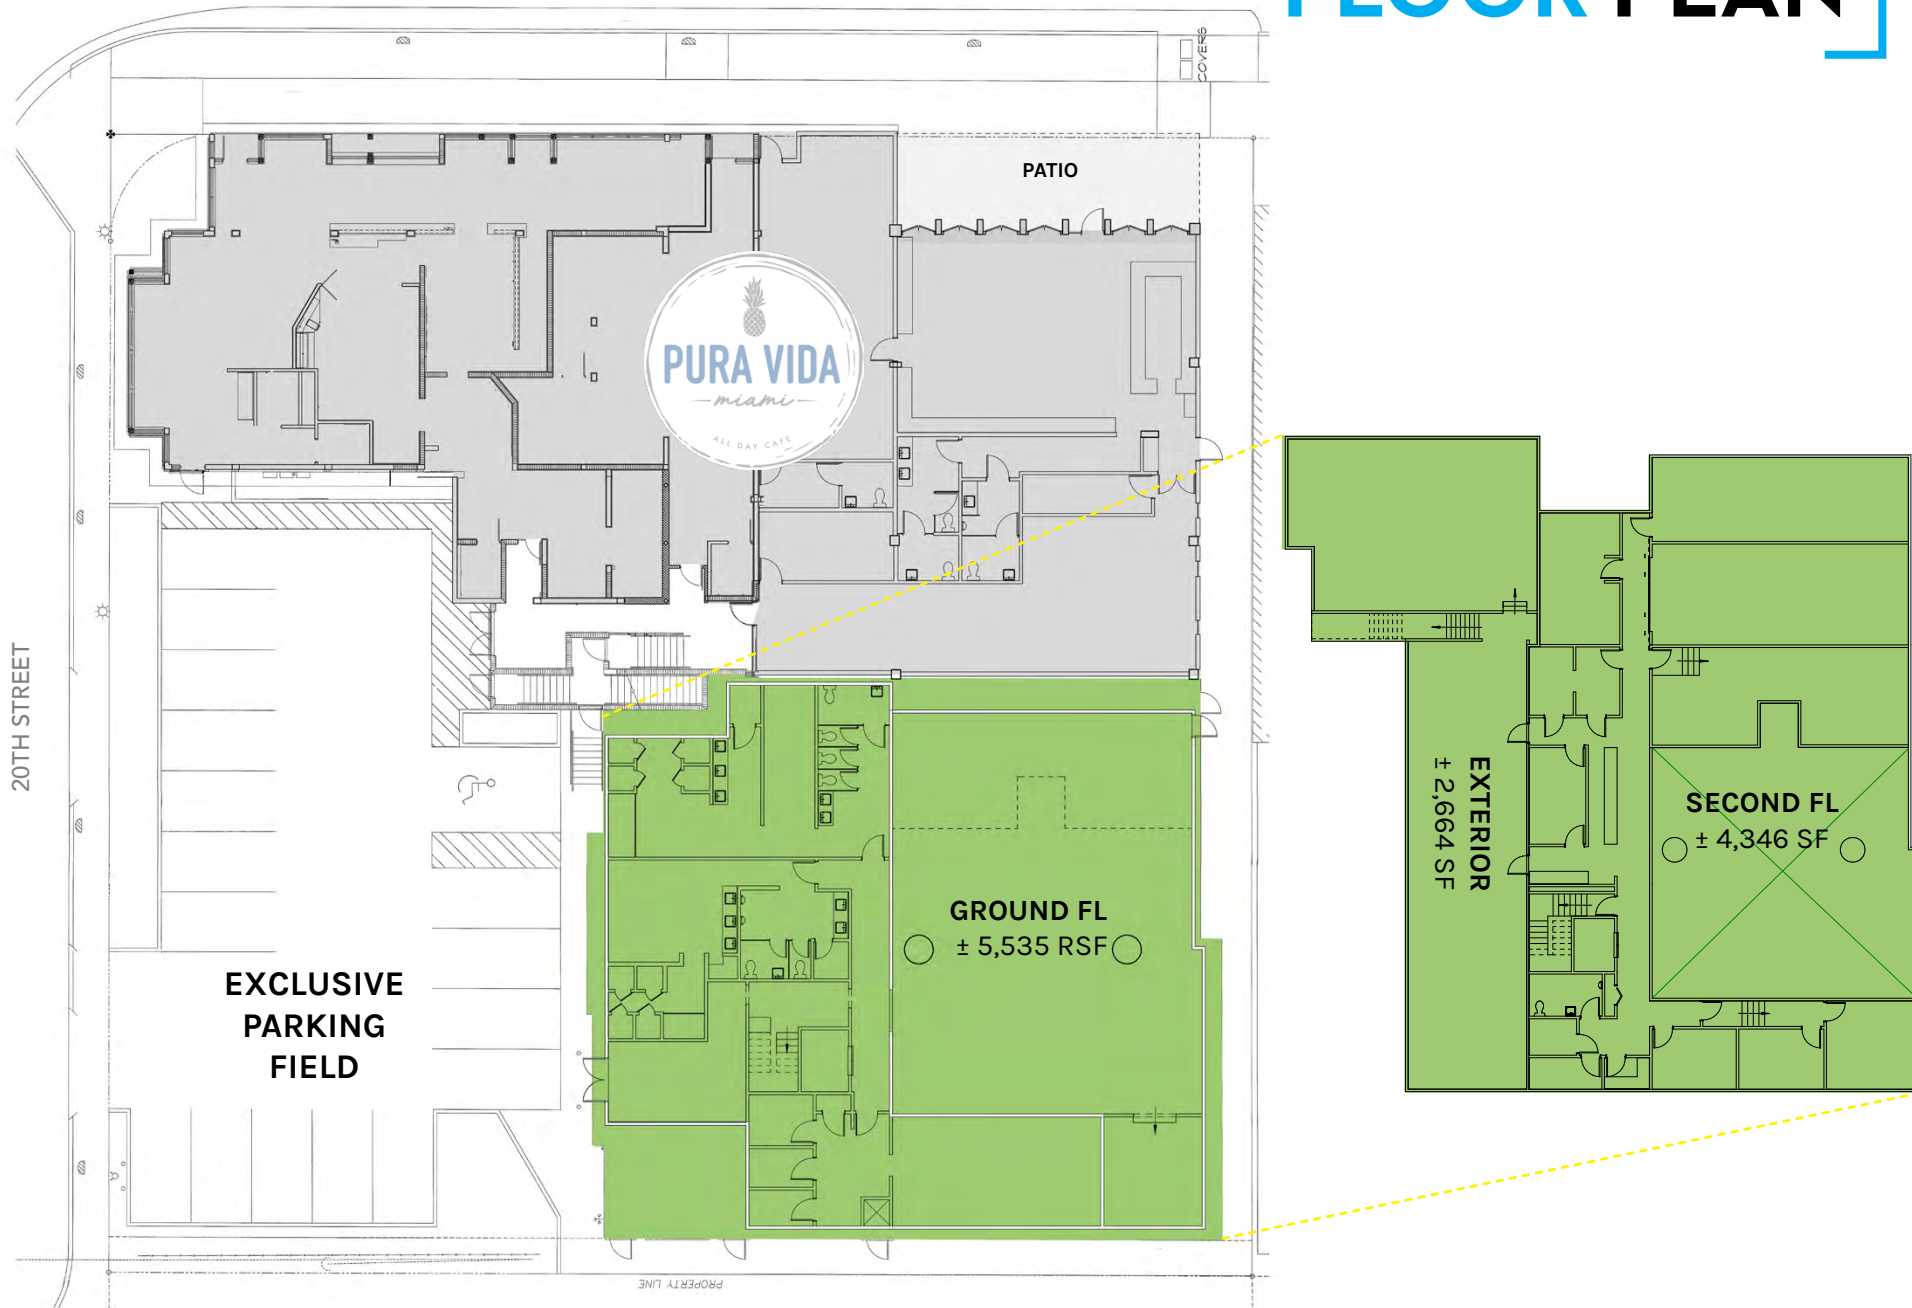 FLOOR PLAN
COVERS
PATIO
PURA VIDA
miami
ALL DAY CAFE
20TH STREET
EXTERIOR
± 2,664 SF
SECOND FL
± 4,346 SF
GROUND FL
± 5,535 RSF
EXCLUSIVE
PARKING
FIELD
PROPERTY LINE